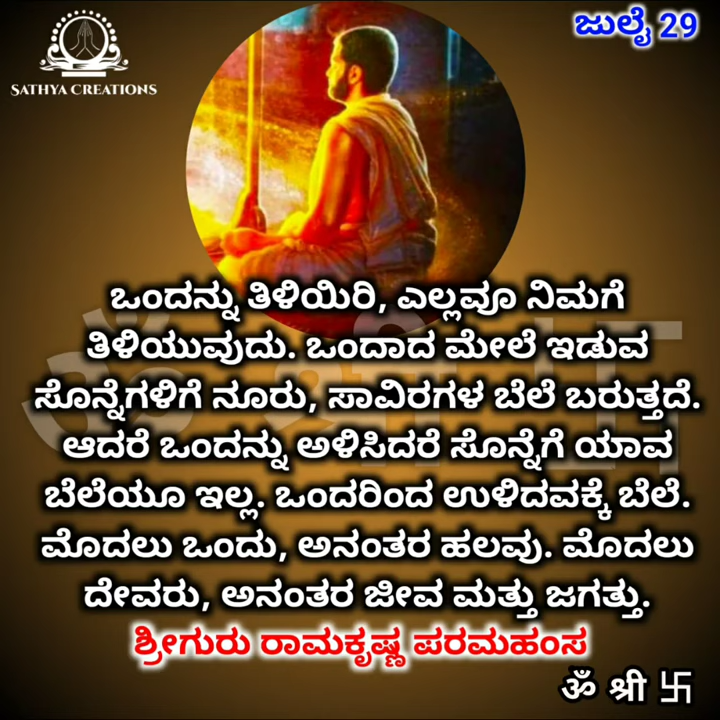 ಜುಲೈ 29
SATHYA CREATIONS
ಒಂದನ್ನು ತಿಳಿಯಿರಿ, ಎಲ್ಲವೂ ನಿಮಗೆ
ತಿಳಿಯುವುದು. ಒಂದಾದ ಮೇಲೆ ಇಡುವ
ಸೊನ್ನೆಗಳಿಗೆ ನೂರು, ಸಾವಿರಗಳ ಬೆಲೆ ಬರುತ್ತದೆ.
ಆದರೆ ಒಂದನ್ನು ಅಳಿಸಿದರೆ ಸೊನ್ನೆಗೆ ಯಾವ
ಬೆಲೆಯೂ ಇಲ್ಲ. ಒಂದರಿಂದ ಉಳಿದವಕ್ಕೆ ಬೆಲೆ.
ಮೊದಲು ಒಂದು, ಅನಂತರ ಹಲವು. ಮೊದಲು
ದೇವರು, ಅನಂತರ ಜೀವ ಮತ್ತು ಜಗತ್ತು.
ಶ್ರೀಗುರು ರಾಮಕೃಷ್ಣ ಪರಮಹಂಸ
ॐ श्री 卐